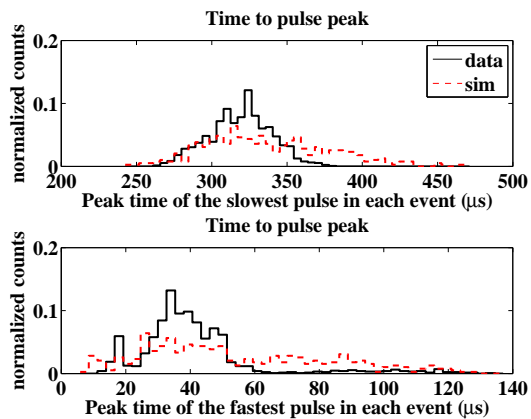 Time to pulse peak
normalized counts
0.2
0.1
0
data
sim
200 250 300 350 400 450 500
Peak time of the slowest pulse in each event (μs)
Time to pulse peak
normalized counts
0.2
0.1
0
0 20 40 60 80 100 120 140
Peak time of the fastest pulse in each event (μs)